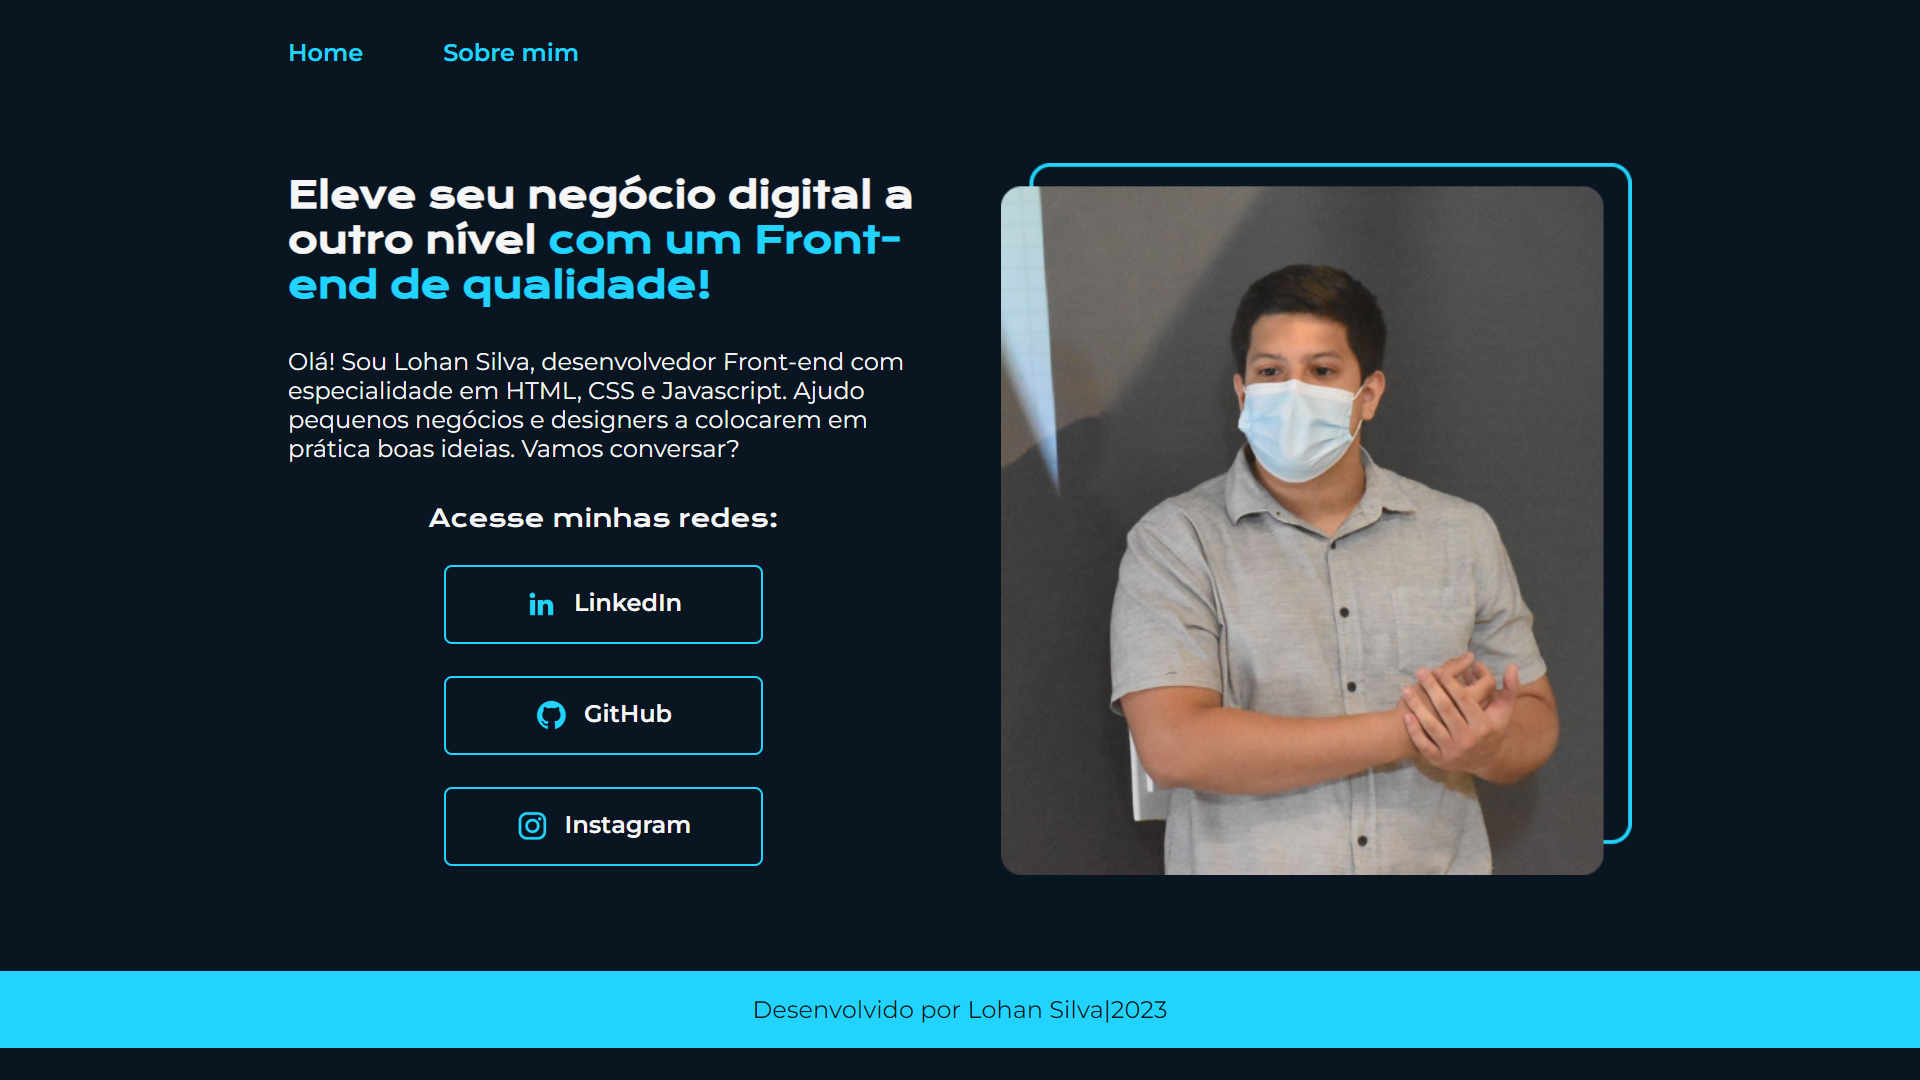 Home
Sobre mim
Eleve seu negócio digital a
outro nível com um Front-
end de qualidade!
Olá! Sou Lohan Silva, desenvolvedor Front-end com
especialidade em HTML, CSS e Javascript. Ajudo
pequenos negócios e designers a colocarem em
prática boas ideias. Vamos conversar?
Acesse minhas redes:
in LinkedIn
GitHub
Instagram
Desenvolvido por Lohan Silva|2023